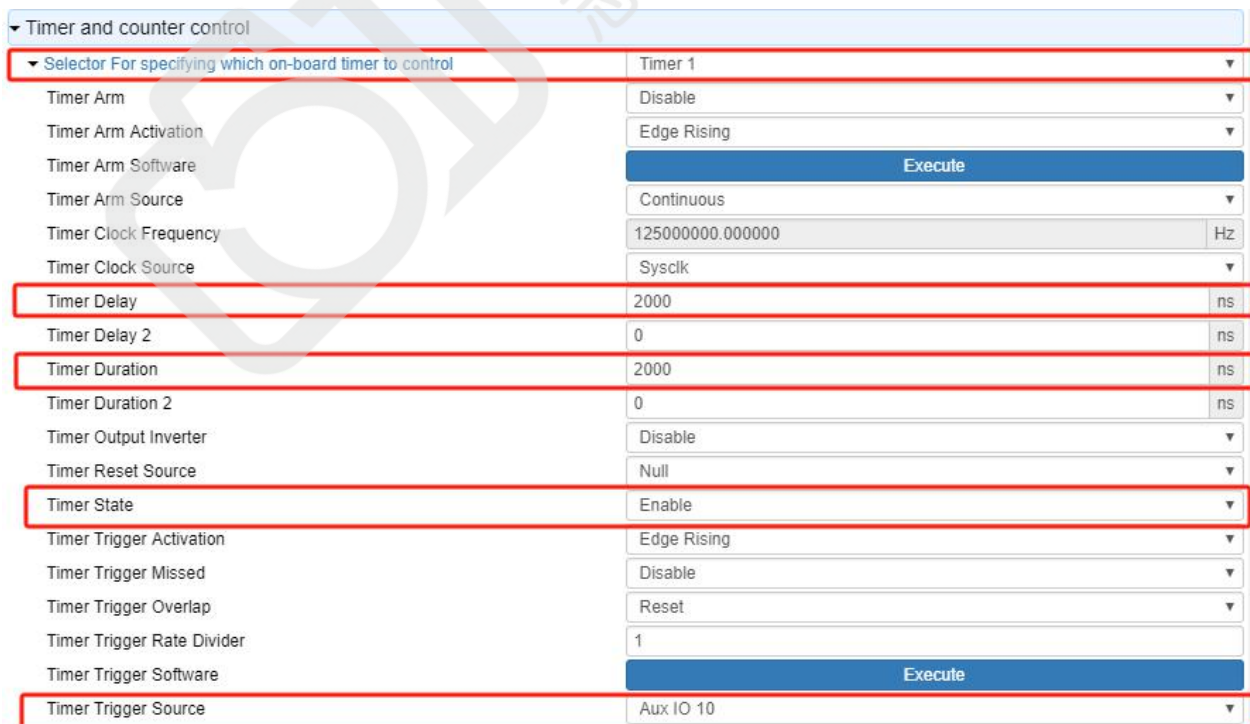 Timer and counter control
Selector For specifying which on-board timer to control Timer 1
Timer Arm Disable
Timer Arm Activation Edge Rising
Timer Arm Software Execute
Timer Arm Source Continuous
Timer Clock Frequency 125000000.000000 Hz
Timer Clock Source Sysclk
Timer Delay 2000 ns
Timer Delay 2 0 ns
Timer Duration 2000 ns
Timer Duration 2 0 ns
Timer Output Inverter Disable
Timer Reset Source Null
Timer State Enable
Timer Trigger Activation Edge Rising
Timer Trigger Missed Disable
Timer Trigger Overlap Reset
Timer Trigger Rate Divider 1
Timer Trigger Software Execute
Timer Trigger Source Aux IO 10